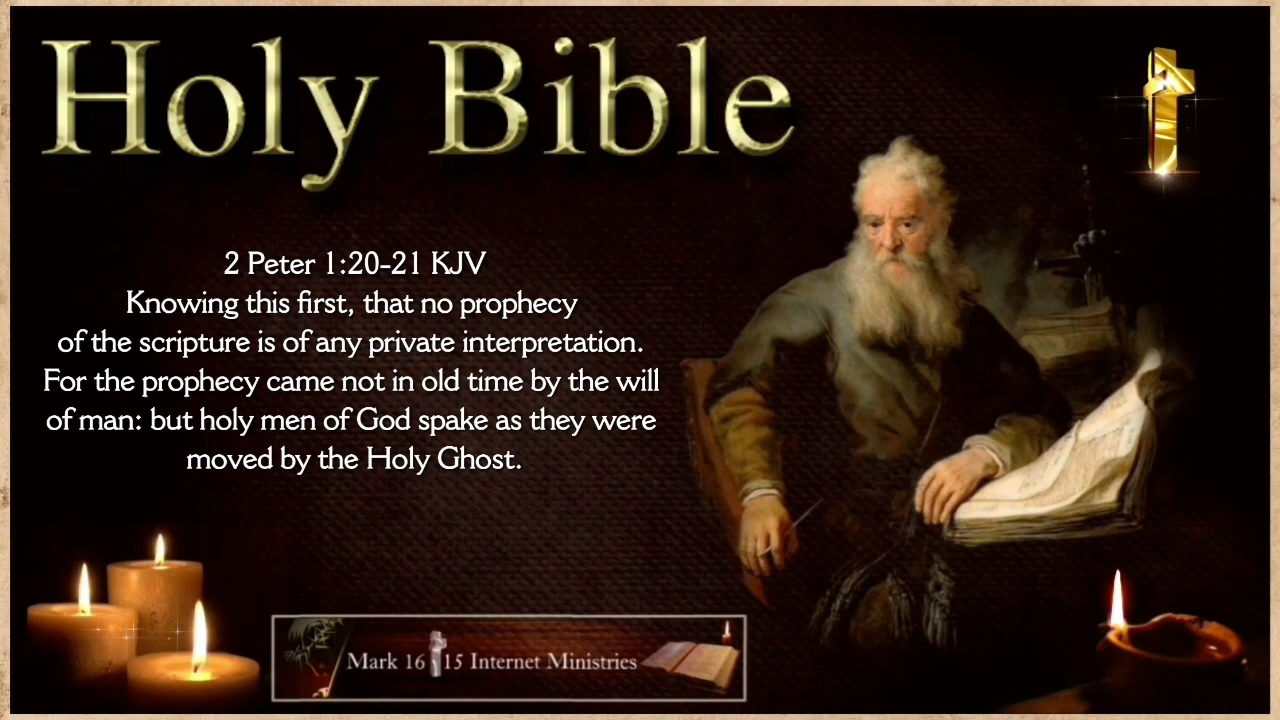 Holy Bible
2 Peter 1:20-21 KJV
Knowing this first, that no prophecy
of the scripture is of any private interpretation.
For the prophecy came not in old time by the will
of man: but holy men of God spake as they were
moved by the Holy Ghost.
Mark 16 15 Internet Ministries